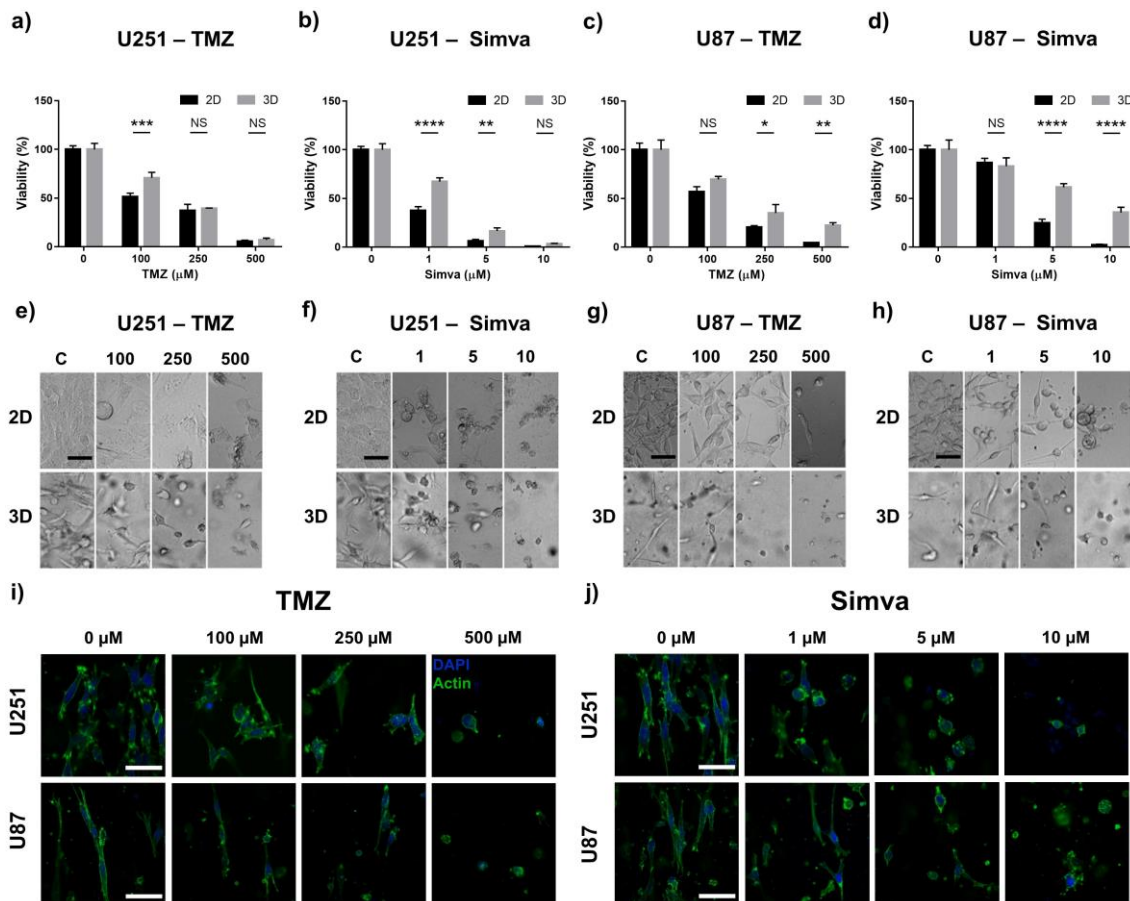 a) b) c) d)
U251 – TMZ U251 – Simva U87 – TMZ U87 – Simva
2D 3D
150
100
50
0
Viability (%)
*** NS NS
0 100 250 500
TMZ (µM)
2D 3D
150
100
50
0
Viability (%)
**** ** NS
0 1 5 10
Simva (µM)
2D 3D
150
100
50
0
Viability (%)
NS * **
0 100 250 500
TMZ (µM)
2D 3D
150
100
50
0
Viability (%)
NS **** ****
0 1 5 10
Simva (µM)
e) f) g) h)
U251 – TMZ U251 – Simva U87 – TMZ U87 – Simva
C 100 250 500
2D
3D
C 1 5 10
2D
3D
C 100 250 500
2D
3D
C 1 5 10
2D
3D
i) TMZ
0 µM 100 µM 250 µM 500 µM
DAPI
Actin
U251
U87
j) Simva
0 µM 1 µM 5 µM 10 µM
U251
U87